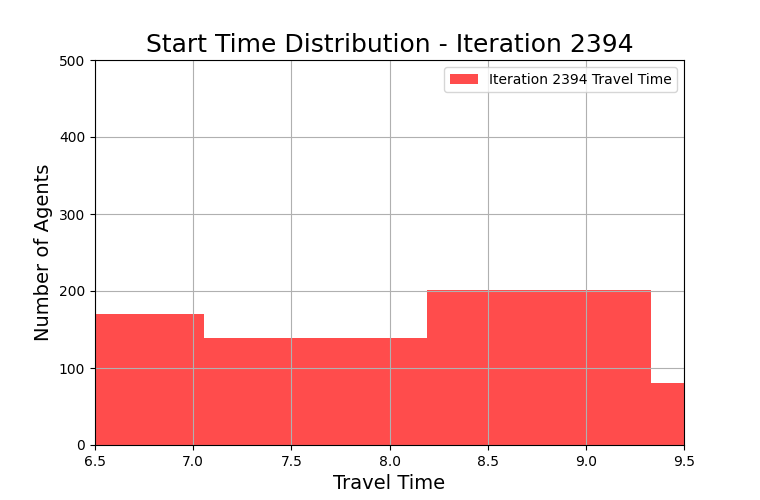 Start Time Distribution - Iteration 2394
Iteration 2394 Travel Time
Number of Agents
500
400
300
200
100
0
6.5 7.0 7.5 8.0 8.5 9.0 9.5
Travel Time